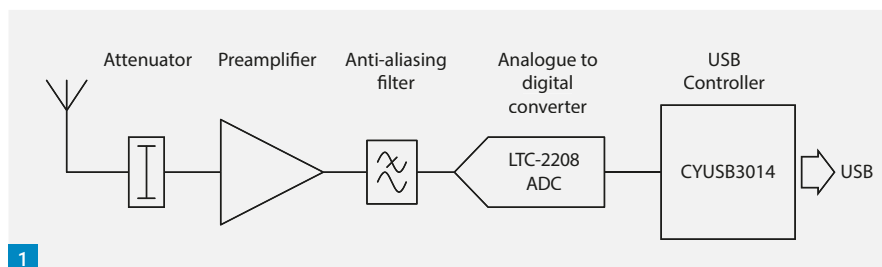 Attenuator
Preamplifier
Anti-aliasing
filter
Analogue to
digital
converter
USB
Controller
LTC-2208
ADC
CYUSB3014
USB
1